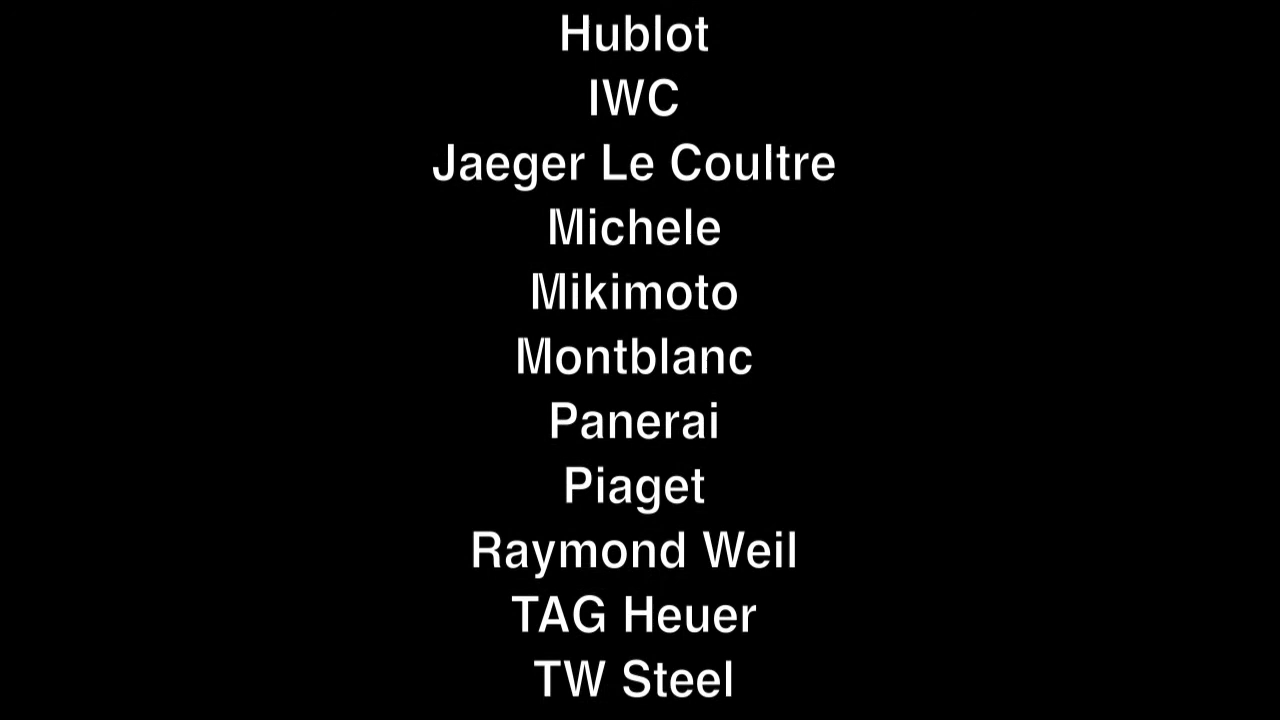 Hublot
IWC
Jaeger Le Coultre
Michele
Mikimoto
Montblanc
Panerai
Piaget
Raymond Weil
TAG Heuer
TW Steel